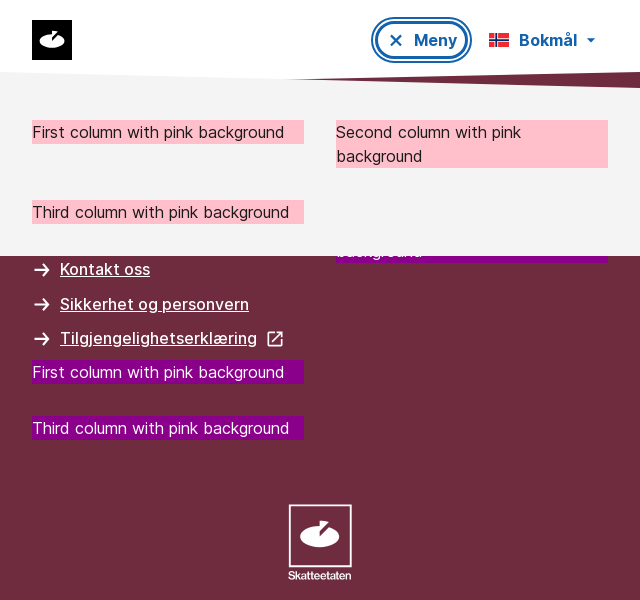 Meny
Bokmål
First column with pink background
Second column with pink
background
Third column with pink background
background
Kontakt oss
Sikkerhet og personvern
Tilgjengelighetserklæring
First column with pink background
Third column with pink background
Skatteetaten